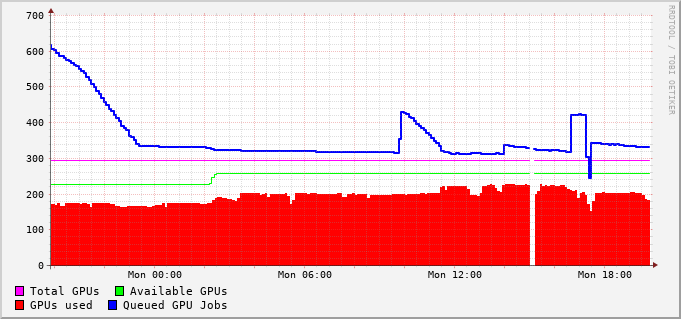 700
600
500
400
300
200
100
0
Mon 00:00 Mon 06:00 Mon 12:00 Mon 18:00
Total GPUs Available GPUs
GPUs used Queued GPU Jobs
RRDTOOL / TOBI OETIKER